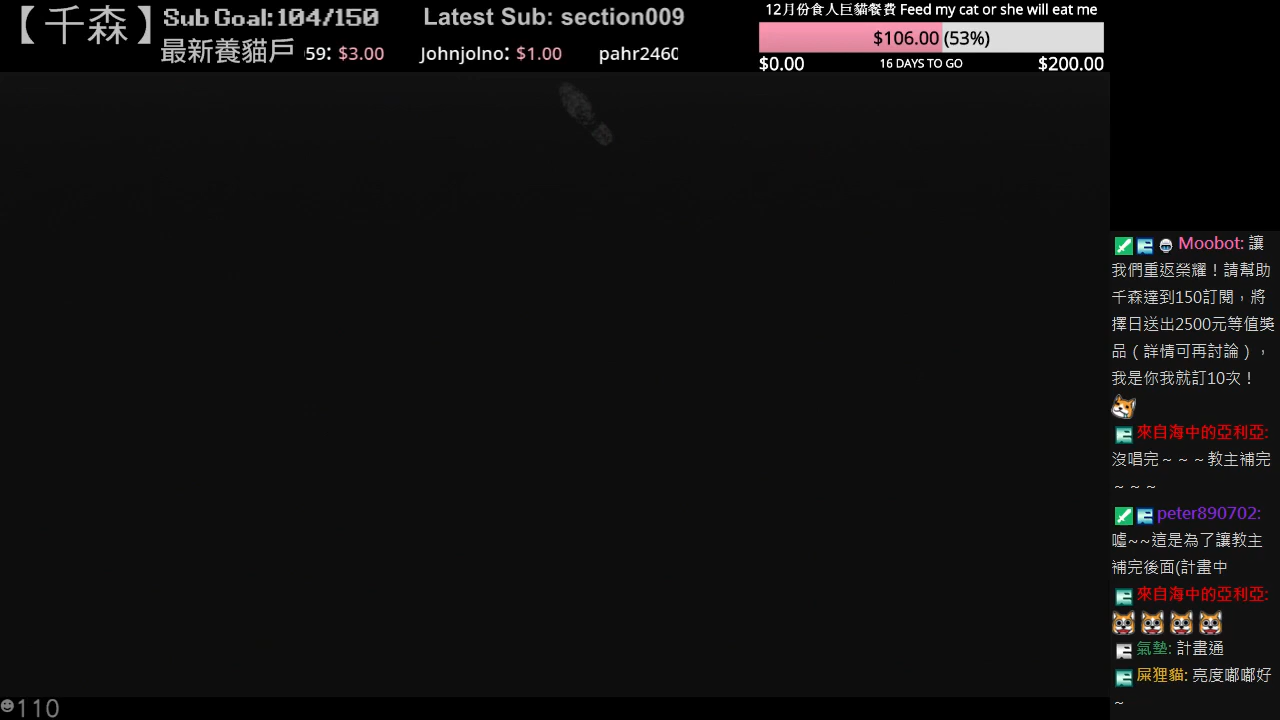 【千森】
Sub Goal:104/150
Latest Sub: section009
最新養貓戶
59: $3.00
Johnjolno: $1.00
pahr2460
12月份食人巨貓餐費 Feed my cat or she will eat me
$106.00 (53%)
$0.00
16 DAYS TO GO
$200.00
Moobot: 讓
我們重返榮耀！請幫助
千森達到150訂閱，將
擇日送出2500元等值獎
品（詳情可再討論），
我是你我就訂10次！
來自海中的亞利亞:
沒唱完～～～教主補完
～～～
peter890702:
噓~~這是為了讓教主
補完後面(計畫中
來自海中的亞利亞:
氣墊: 計畫通
屎狸貓: 亮度嘟嘟好
～
110